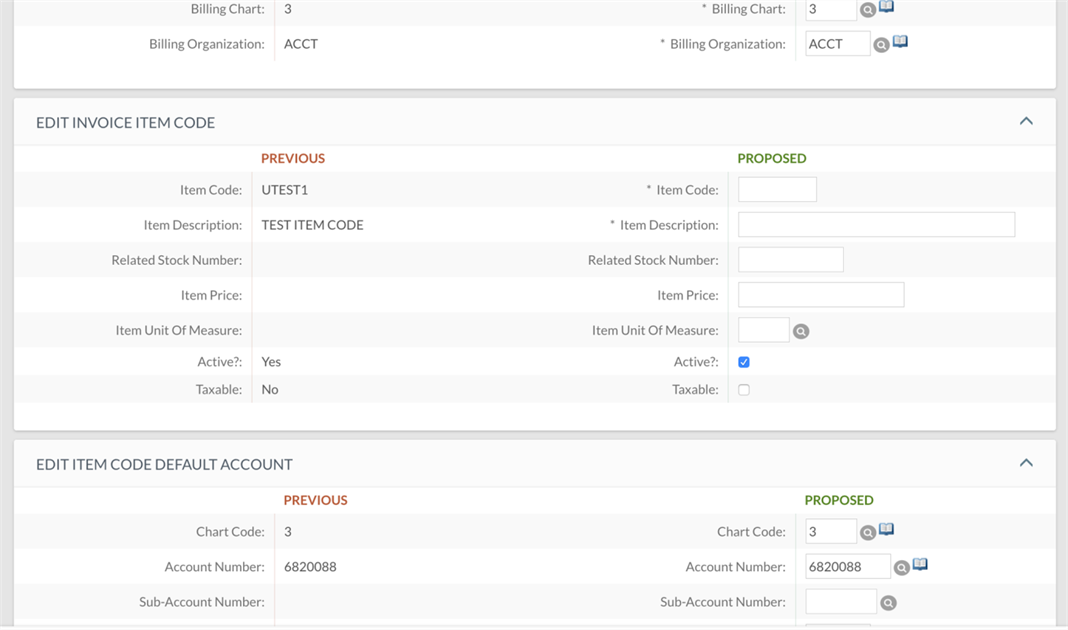 Billing Chart: 3 * Billing Chart: 3
Billing Organization: ACCT * Billing Organization: ACCT
EDIT INVOICE ITEM CODE
PREVIOUS PROPOSED
Item Code: UTEST1 * Item Code:
Item Description: TEST ITEM CODE * Item Description:
Related Stock Number: Related Stock Number:
Item Price: Item Price:
Item Unit Of Measure: Item Unit Of Measure:
Active?: Yes Active?:
Taxable: No Taxable:
EDIT ITEM CODE DEFAULT ACCOUNT
PREVIOUS PROPOSED
Chart Code: 3 Chart Code: 3
Account Number: 6820088 Account Number: 6820088
Sub-Account Number: Sub-Account Number: